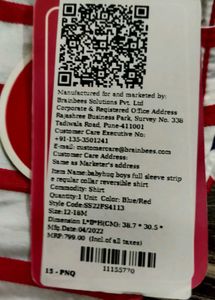 Manufactured for and marketed by:
Brainbees Solutions Pvt. Ltd
Corporate & Registered Office Address
Rajashree Business Park, Survey No. 338
Tadiwala Road, Pune-411001
Customer Care Executive No:
+91-135-3501241
E-mail: customercare@brainbees.com
Customer Care Address:
Same as Marketer's address
Item Name:babyhug boys full sleeve strip
e regular collar reversible shirt
Commodity: Shirt
Quantity:1 Unit Color: Blue/Red
Style Code:SS22FS4113
Size:12-18M
Dimension L*B*H(CM): 38.7 * 30.5 *
Mfg.Date:04/2022
MRP:799.00 (Incl.of all taxes)
15 - PNQ
11155770